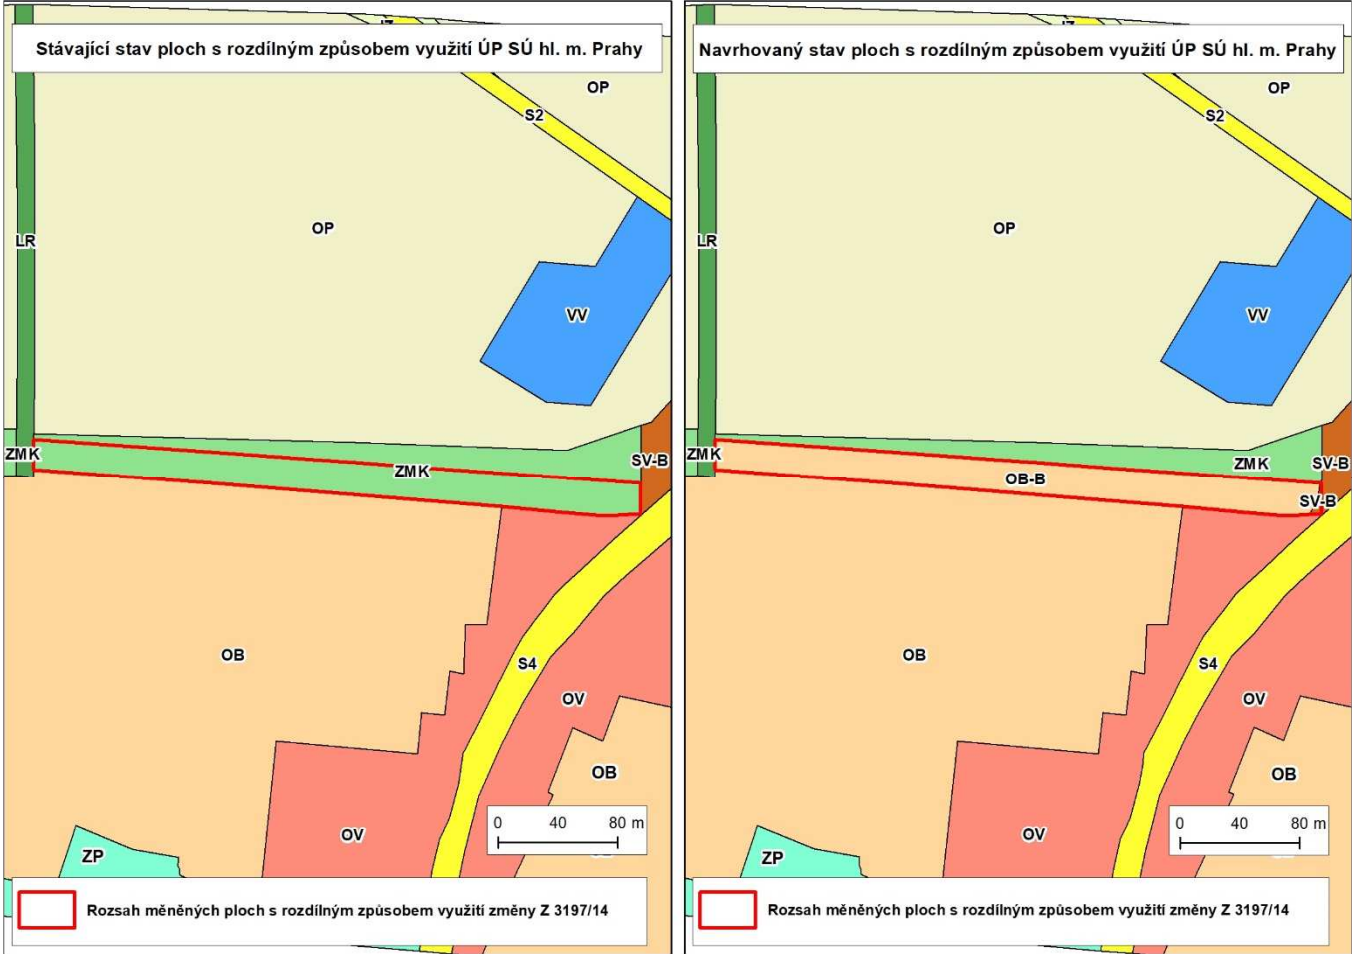 Stávající stav ploch s rozdílným způsobem využití ÚP SÚ hl. m. Prahy
OP
S2
OP
LR
VV
ZMK
ZMK
SV-B
OB
S4
OV
OB
OV
ZP
0 40 80 m
Rozsah měněných ploch s rozdílným způsobem využití změny Z 3197/14
Navrhovaný stav ploch s rozdílným způsobem využití ÚP SÚ hl. m. Prahy
OP
S2
OP
LR
VV
ZMK
ZMK
SV-B
OB-B
SV-B
OB
S4
OV
OB
OV
ZP
0 40 80 m
Rozsah měněných ploch s rozdílným způsobem využití změny Z 3197/14